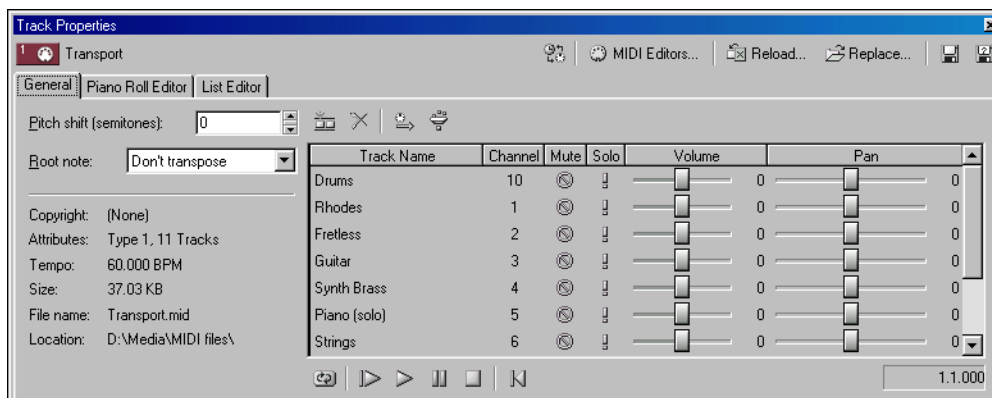 Track Properties
1 Transport MIDI Editors... Reload... Replace...
General Piano Roll Editor List Editor
Pitch shift (semitones): 0
Root note: Don't transpose
Copyright: (None)
Attributes: Type 1, 11 Tracks
Tempo: 60.000 BPM
Size: 37.03 KB
File name: Transport.mid
Location: D:\Media\MIDI files\
Track Name Channel Mute Solo Volume Pan
Drums 10 0 0
Rhodes 1 0 0
Fretless 2 0 0
Guitar 3 0 0
Synth Brass 4 0 0
Piano (solo) 5 0 0
Strings 6 0 0
1.1.000